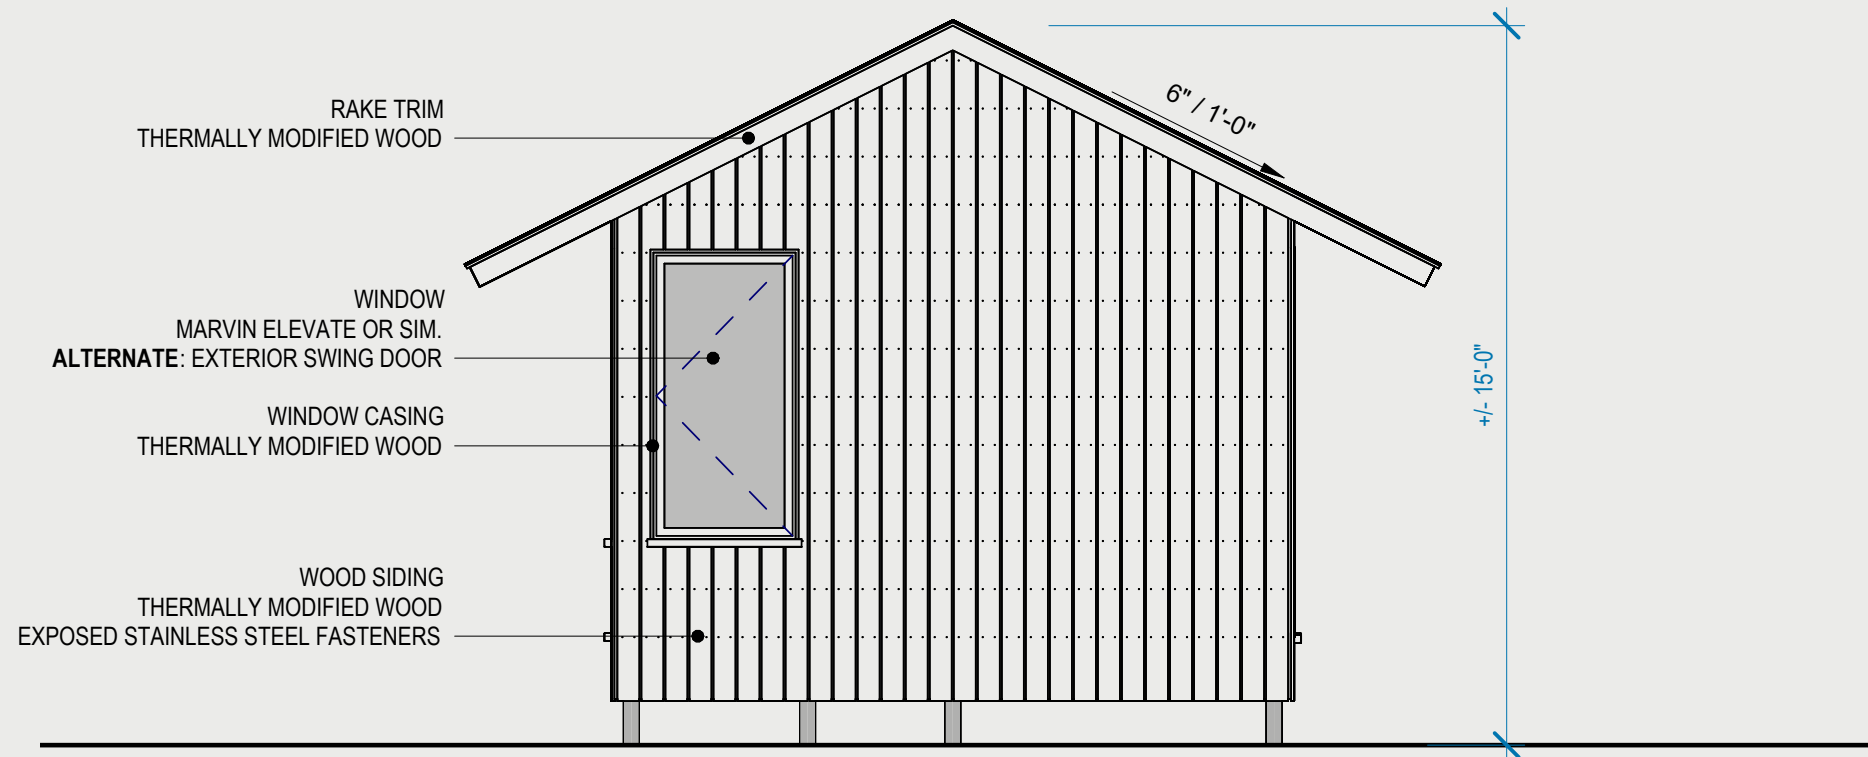 RAKE TRIM
THERMALLY MODIFIED WOOD
6" / 1'-0"
WINDOW
MARVIN ELEVATE OR SIM.
ALTERNATE: EXTERIOR SWING DOOR
+/- 15'-0"
WINDOW CASING
THERMALLY MODIFIED WOOD
WOOD SIDING
THERMALLY MODIFIED WOOD
EXPOSED STAINLESS STEEL FASTENERS